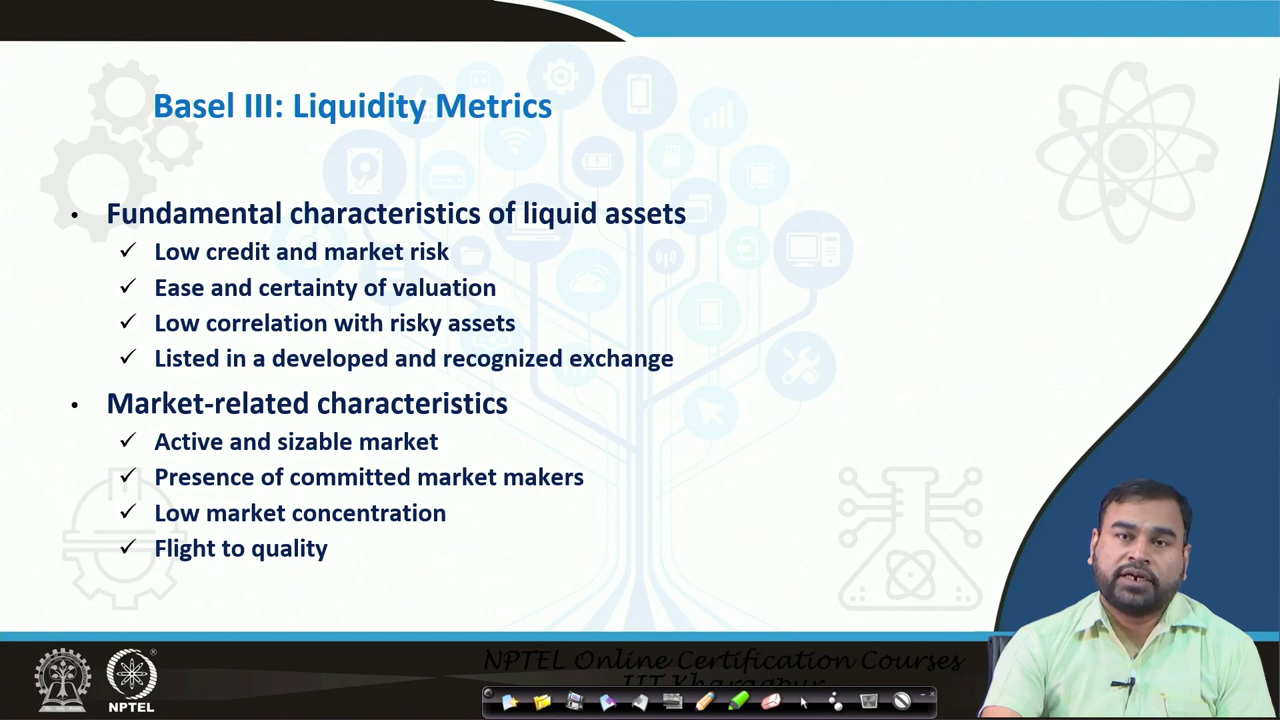 Basel III: Liquidity Metrics
• Fundamental characteristics of liquid assets
✓ Low credit and market risk
✓ Ease and certainty of valuation
✓ Low correlation with risky assets
✓ Listed in a developed and recognized exchange
• Market-related characteristics
✓ Active and sizable market
✓ Presence of committed market makers
✓ Low market concentration
✓ Flight to quality
NPTEL Online Certification Courses
IIT Kharagpur
NPTEL